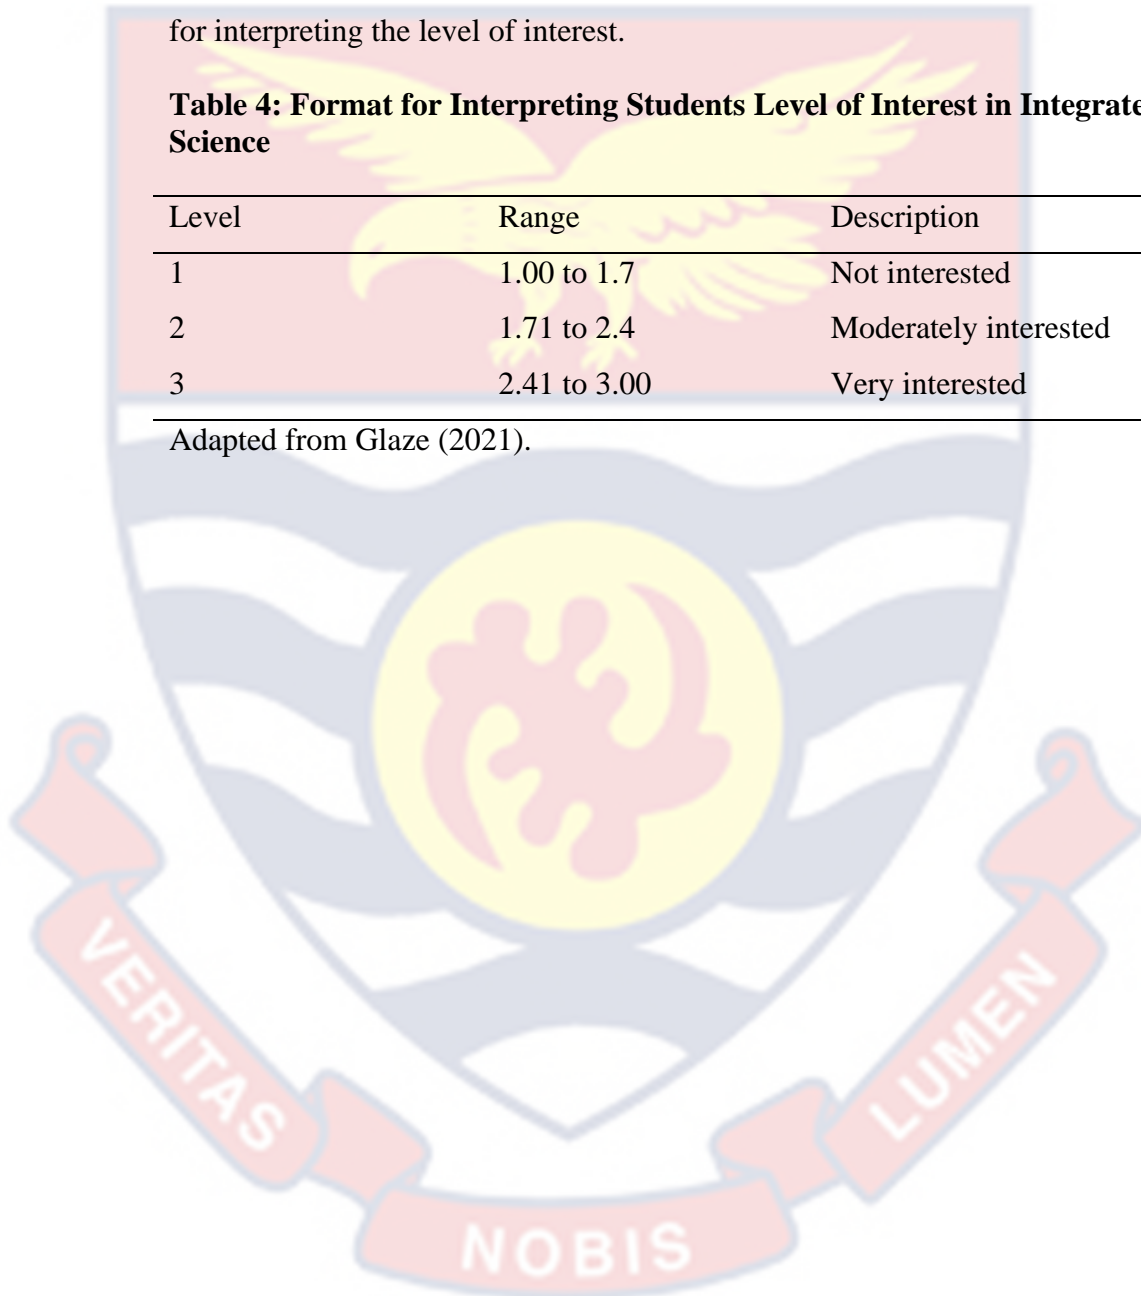 for interpreting the level of interest.
Table 4: Format for Interpreting Students Level of Interest in Integrate
Science
Level Range Description
1 1.00 to 1.7 Not interested
2 1.71 to 2.4 Moderately interested
3 2.41 to 3.00 Very interested
Adapted from Glaze (2021).
VERITAS
NOBIS
LUMEN